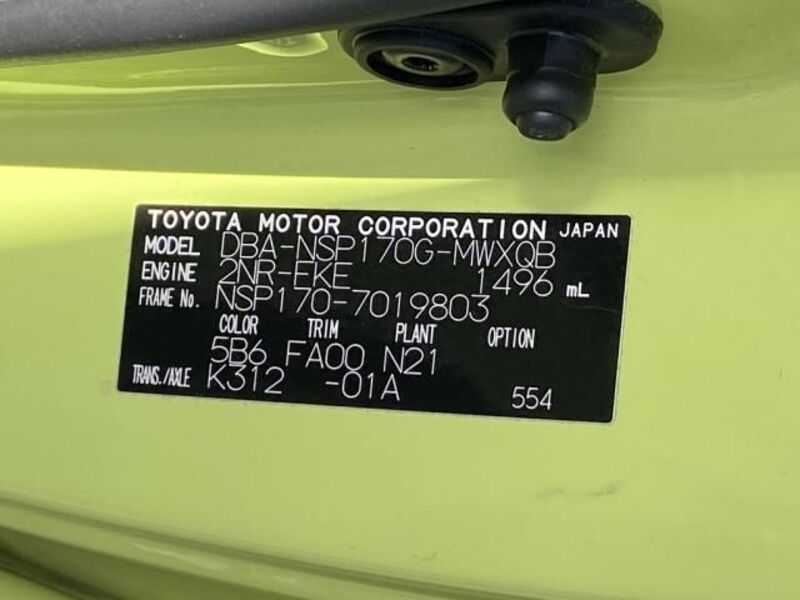 TOYOTA MOTOR CORPORATION JAPAN
MODEL DBA-NSP170G-MWXQB
ENGINE 2NR-FKE 1496 mL
FRAME No. NSP170-7019803
COLOR TRIM PLANT OPTION
5B6 FA00 N21
TRANS./AXLE K312 -01A 554